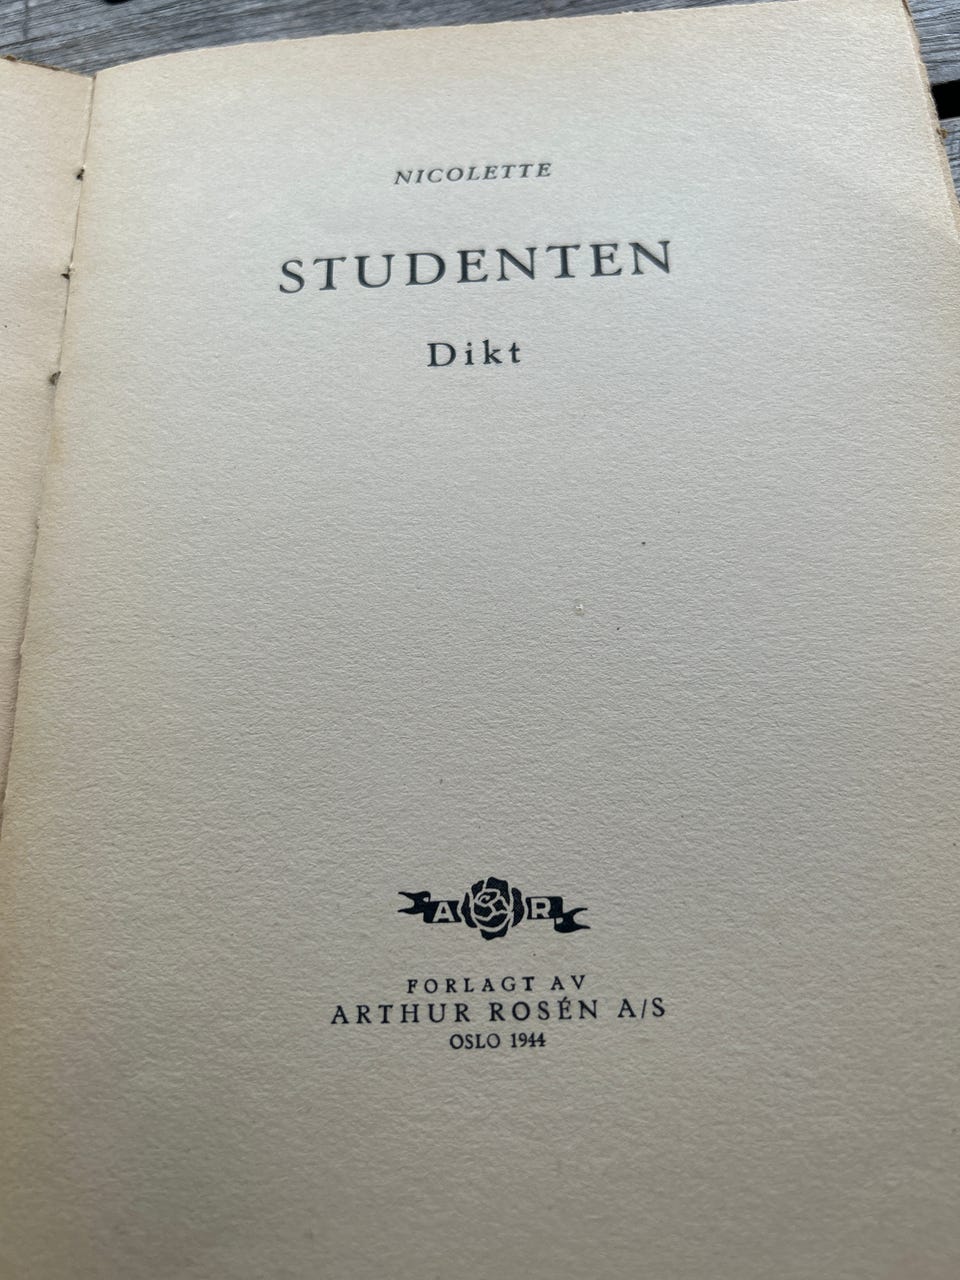 NICOLETTE
STUDENTEN
Dikt
A R
FORLAGT AV
ARTHUR ROSÉN A/S
OSLO 1944